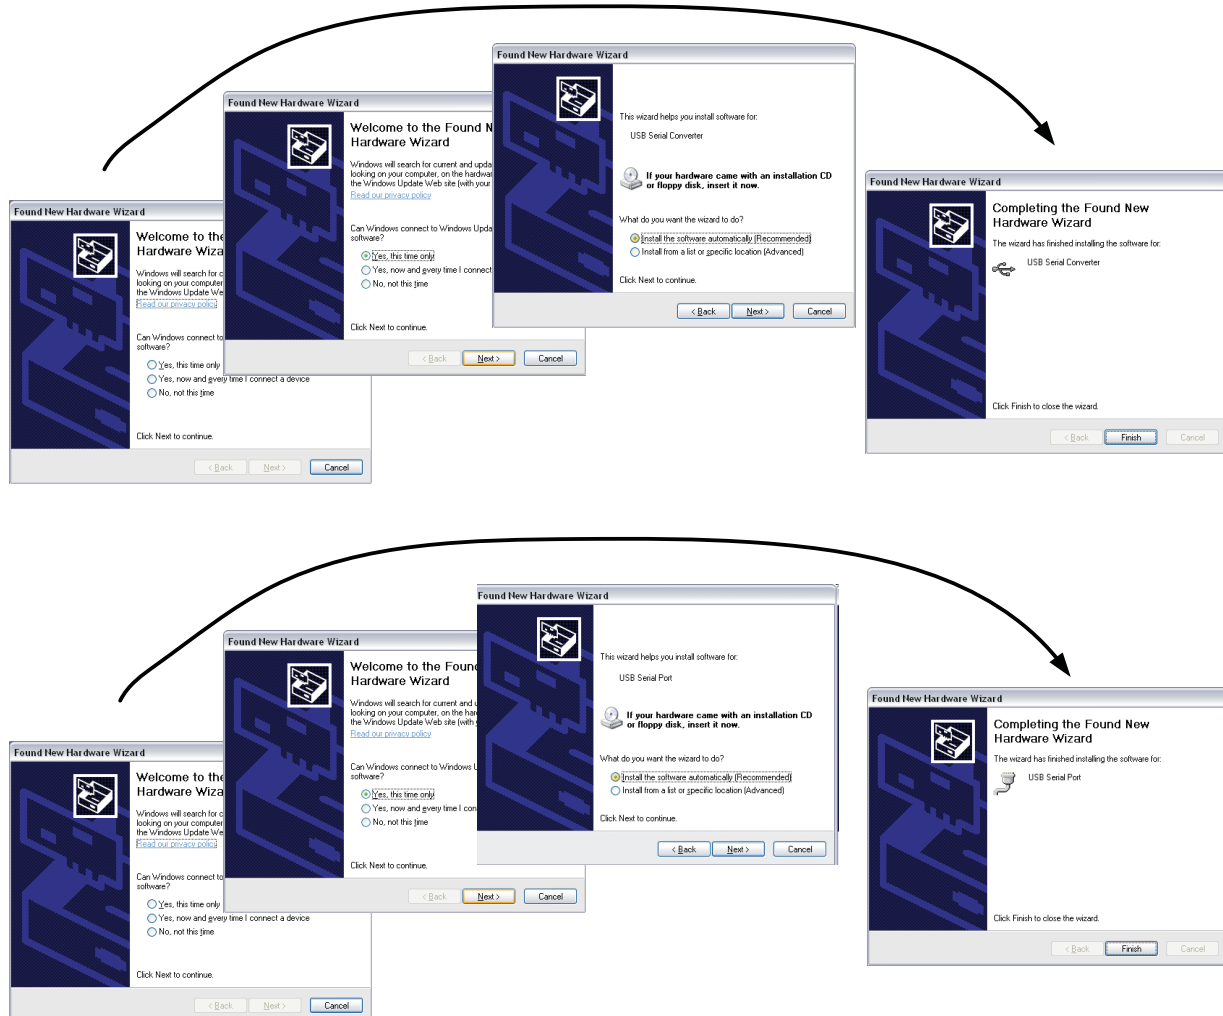 Found New Hardware Wizard
Welcome to the
Hardware Wiza
Windows will search for c
looking on your computer
the Windows Update We
Read our privacy policy
Can Windows connect to
software?
Yes, this time only
Yes, now and every time I connect a device
No, not this time
Click Next to continue.
< Back
Next >
Cancel
Found New Hardware Wizard
Welcome to the Found N
Hardware Wizard
Windows will search for current and upda
looking on your computer, on the hardwar
the Windows Update Web site (with your
Read our privacy policy
Can Windows connect to Windows Upda
software?
Yes, this time only
Yes, now and every time I connect
No, not this time
Click Next to continue.
< Back
Next >
Cancel
Found New Hardware Wizard
This wizard helps you install software for:
USB Serial Converter
If your hardware came with an installation CD
or floppy disk, insert it now.
What do you want the wizard to do?
Install the software automatically (Recommended)
Install from a list or specific location (Advanced)
Click Next to continue.
< Back
Next >
Cancel
Found New Hardware Wizard
Completing the Found New
Hardware Wizard
The wizard has finished installing the software for:
USB Serial Converter
Click Finish to close the wizard.
< Back
Finish
Cancel
Found New Hardware Wizard
Welcome to the
Hardware Wiza
Windows will search for c
looking on your computer
the Windows Update We
Read our privacy policy
Can Windows connect to
software?
Yes, this time only
Yes, now and every time I connect a device
No, not this time
Click Next to continue.
< Back
Next >
Cancel
Found New Hardware Wizard
Welcome to the Found
Hardware Wizard
Windows will search for current and u
looking on your computer, on the har
the Windows Update Web site (with
Read our privacy policy
Can Windows connect to Windows U
software?
Yes, this time only
Yes, now and every time I con
No, not this time
Click Next to continue.
< Back
Next >
Cancel
Found New Hardware Wizard
This wizard helps you install software for:
USB Serial Port
If your hardware came with an installation CD
or floppy disk, insert it now.
What do you want the wizard to do?
Install the software automatically (Recommended)
Install from a list or specific location (Advanced)
Click Next to continue.
< Back
Next >
Cancel
Found New Hardware Wizard
Completing the Found New
Hardware Wizard
The wizard has finished installing the software for:
USB Serial Port
Click Finish to close the wizard.
< Back
Finish
Cancel